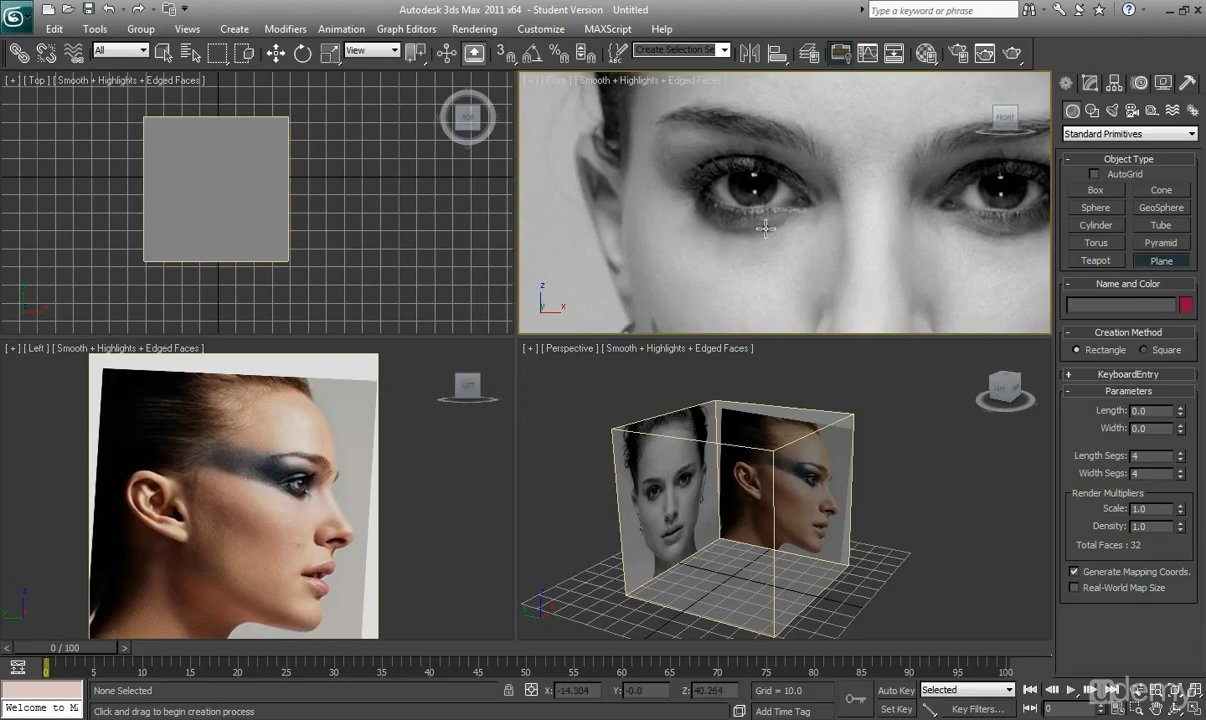 Autodesk 3ds Max 2011 x64 - Student Version Untitled
Type a keyword or phrase
Edit Tools Group Views Create Modifiers Animation Graph Editors Rendering Customize MAXScript Help
All View 3 Create Selection Se
[ + ] [ Top ] [ Smooth + Highlights + Edged Faces ]
TOP
[ + ] [ Front ] [ Smooth + Highlights + Edged Faces ]
FRONT
z
x
y
[ + ] [ Left ] [ Smooth + Highlights + Edged Faces ]
LEFT
[ + ] [ Perspective ] [ Smooth + Highlights + Edged Faces ]
Standard Primitives
- Object Type
AutoGrid
Box Cone
Sphere GeoSphere
Cylinder Tube
Torus Pyramid
Teapot Plane
- Name and Color
- Creation Method
Rectangle Square
+ KeyboardEntry
- Parameters
Length: 0.0
Width: 0.0
Length Segs: 4
Width Segs: 4
Render Multipliers
Scale: 1.0
Density: 1.0
Total Faces : 32
Generate Mapping Coords.
Real-World Map Size
< 0 / 100 >
0 5 10 15 20 25 30 35 40 45 50 55 60 65 70 75 80 85 90 95 100
None Selected X: -14.304 Y: -0.0 Z: 40.264 Grid = 10.0 Auto Key Selected
Welcome to M Click and drag to begin creation process Add Time Tag Set Key Key Filters... 0
udemy